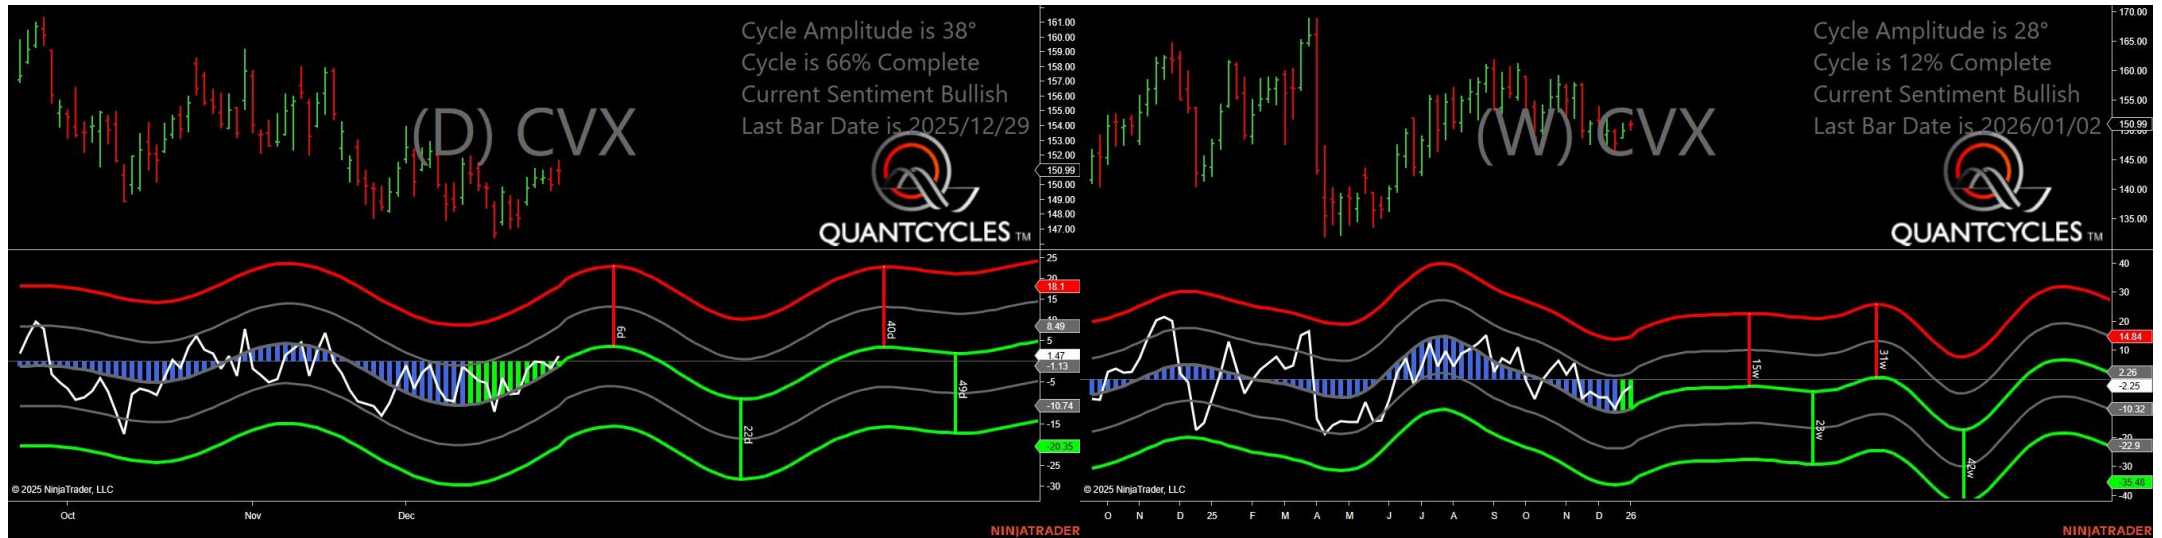 Cycle Amplitude is 38°
Cycle is 66% Complete
Current Sentiment Bullish
Last Bar Date is 2025/12/29
(D) CVX
QUANTCYCLES TM
161.00
160.00
159.00
158.00
157.00
156.00
155.00
154.00
153.00
152.00
150.99
150.00
149.00
148.00
147.00
25
20
18.1
15
10
8.49
5
1.47
-1.13
-5
-10.74
-15
-20.35
-25
-30
6d
22d
40d
49d
© 2025 NinjaTrader, LLC
Oct Nov Dec
NINJATRADER
Cycle Amplitude is 28°
Cycle is 12% Complete
Current Sentiment Bullish
Last Bar Date is 2026/01/02
(W) CVX
QUANTCYCLES TM
170.00
165.00
160.00
155.00
150.99
150.00
145.00
140.00
135.00
40
30
20
14.84
10
2.26
-2.25
-10.32
-20
-22.9
-30
-35.48
-40
15w
23w
31w
42w
© 2025 NinjaTrader, LLC
O N D 25 F M A M J J A S O N D 26
NINJATRADER